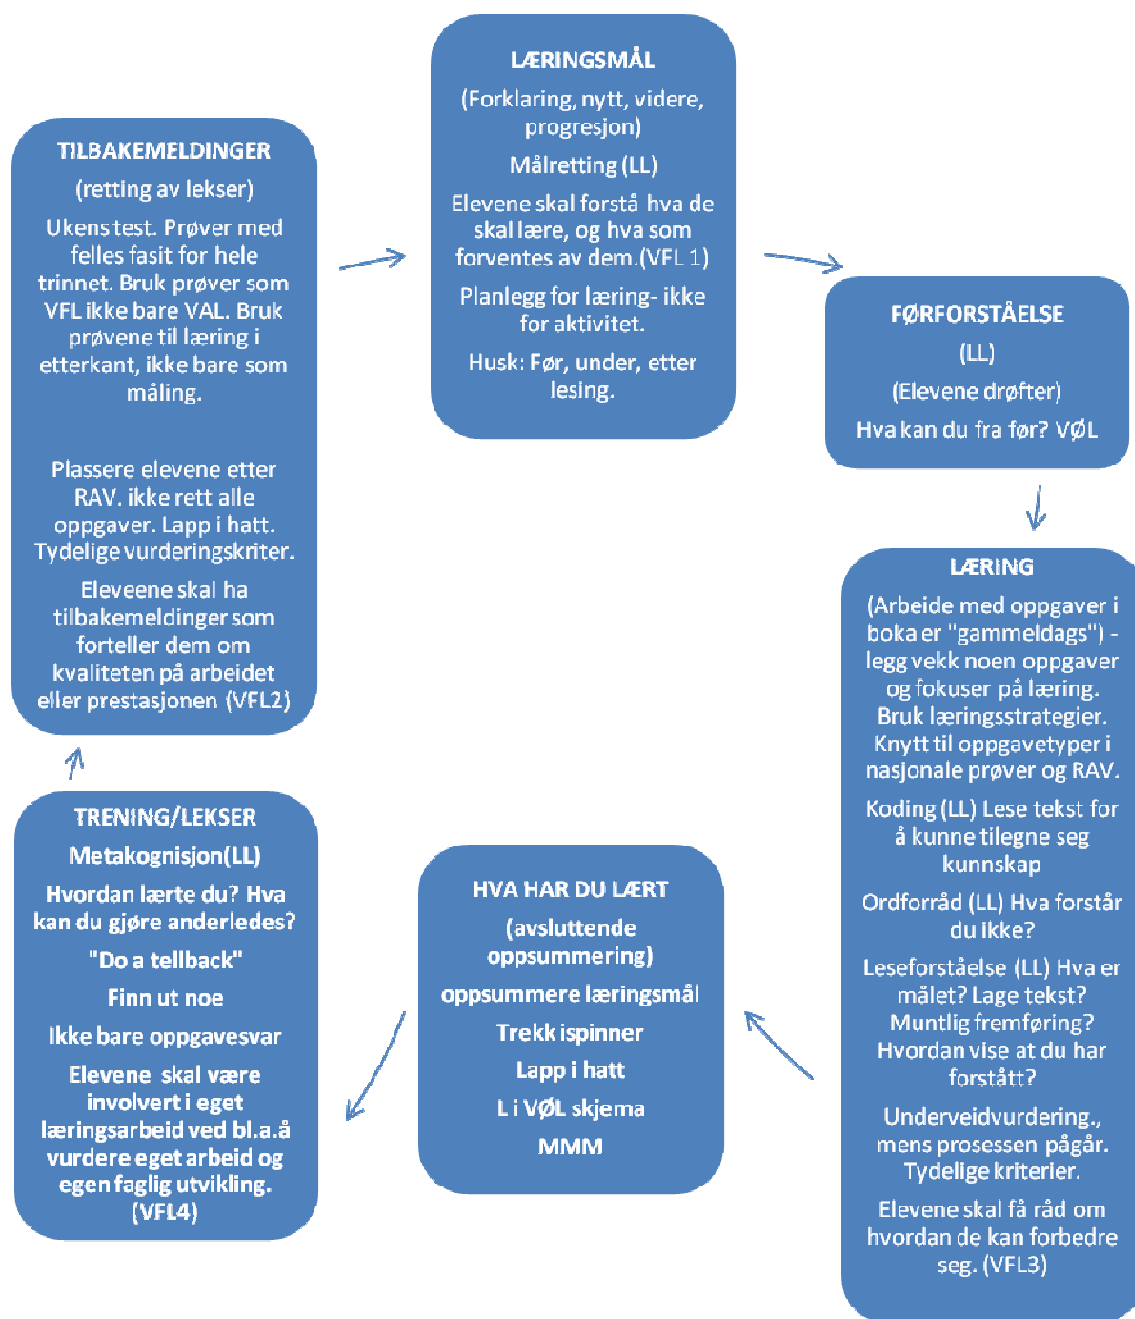 LÆRINGSMÅL
(Forklaring, nytt, videre,
progresjon)
Målretting (LL)
Elevene skal forstå hva de
skal lære, og hva som
forventes av dem.(VFL 1)
Planlegg for læring- ikke
for aktivitet.
Husk: Før, under, etter
lesing.
FØRFORSTÅELSE
(LL)
(Elevene drøfter)
Hva kan du fra før? VØL
LÆRING
(Arbeide med oppgaver i
boka er "gammeldags") -
legg vekk noen oppgaver
og fokuser på læring.
Bruk læringsstrategier.
Knytt til oppgavetyper i
nasjonale prøver og RAV.
Koding (LL) Lese tekst for
å kunne tilegne seg
kunnskap
Ordforråd (LL) Hva forstår
du ikke?
Leseforståelse (LL) Hva er
målet? Lage tekst?
Muntlig fremføring?
Hvordan vise at du har
forstått?
Underveidvurdering.,
mens prosessen pågår.
Tydelige kriterier.
Elevene skal få råd om
hvordan de kan forbedre
seg. (VFL3)
HVA HAR DU LÆRT
(avsluttende
oppsummering)
oppsummere læringsmål
Trekk ispinner
Lapp i hatt
L i VØL skjema
MMM
TRENING/LEKSER
Metakognisjon(LL)
Hvordan lærte du? Hva
kan du gjøre anderledes?
"Do a tellback"
Finn ut noe
Ikke bare oppgavesvar
Elevene skal være
involvert i eget
læringsarbeid ved bl.a.å
vurdere eget arbeid og
egen faglig utvikling.
(VFL4)
TILBAKEMELDINGER
(retting av lekser)
Ukens test. Prøver med
felles fasit for hele
trinnet. Bruk prøver som
VFL ikke bare VAL. Bruk
prøvene til læring i
etterkant, ikke bare som
måling.
Plassere elevene etter
RAV. ikke rett alle
oppgaver. Lapp i hatt.
Tydelige vurderingskriter.
Eleveene skal ha
tilbakemeldinger som
forteller dem om
kvaliteten på arbeidet
eller prestasjonen (VFL2)